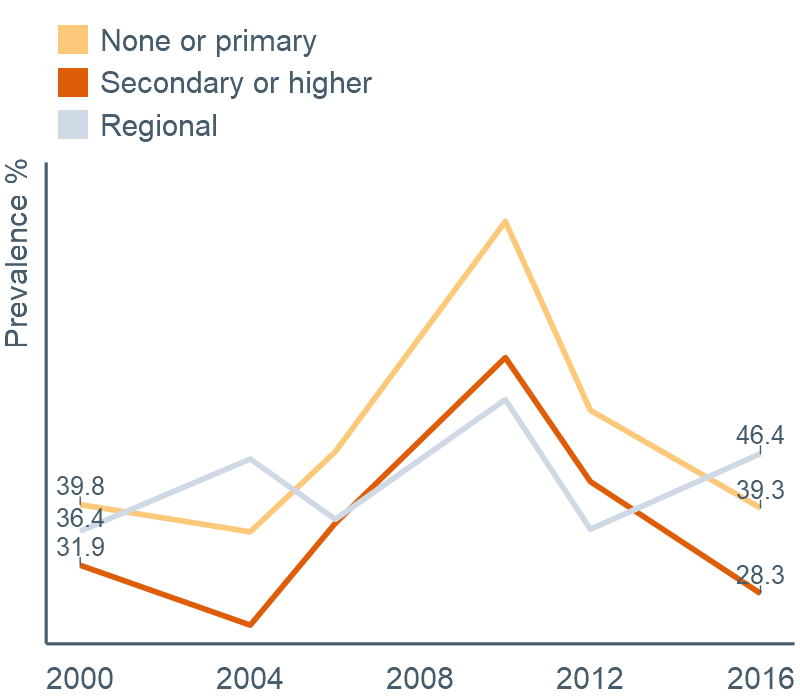 None or primary
Secondary or higher
Regional
Prevalence %
39.8
36.4
31.9
46.4
39.3
28.3
2000 2004 2008 2012 2016